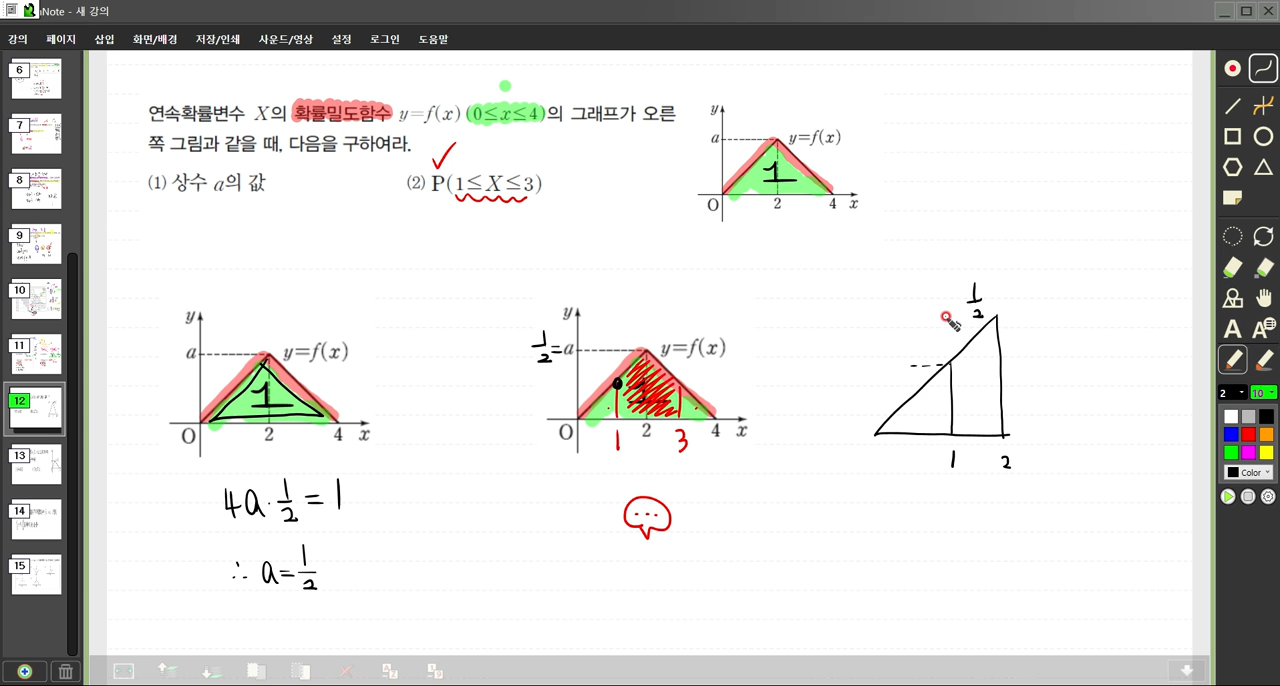 Note - 새 강의
강의 페이지 삽입 화면/배경 저장/인쇄 사운드/영상 설정 로그인 도움말
6
7
8
9
10
11
12
13
14
15
연속확률변수 X의 확률밀도함수 y=f(x) (0≤x≤4)의 그래프가 오른
쪽 그림과 같을 때, 다음을 구하여라.
(1) 상수 a의 값
(2) P(1≤X≤3)
y
a
y=f(x)
1
O 2 4 x
y
a
y=f(x)
1
O 2 4 x
4a·1/2=1
∴ a=1/2
y
1/2=a
y=f(x)
O 2 4 x
1 3
...
1/2
1 2
2
10
Color